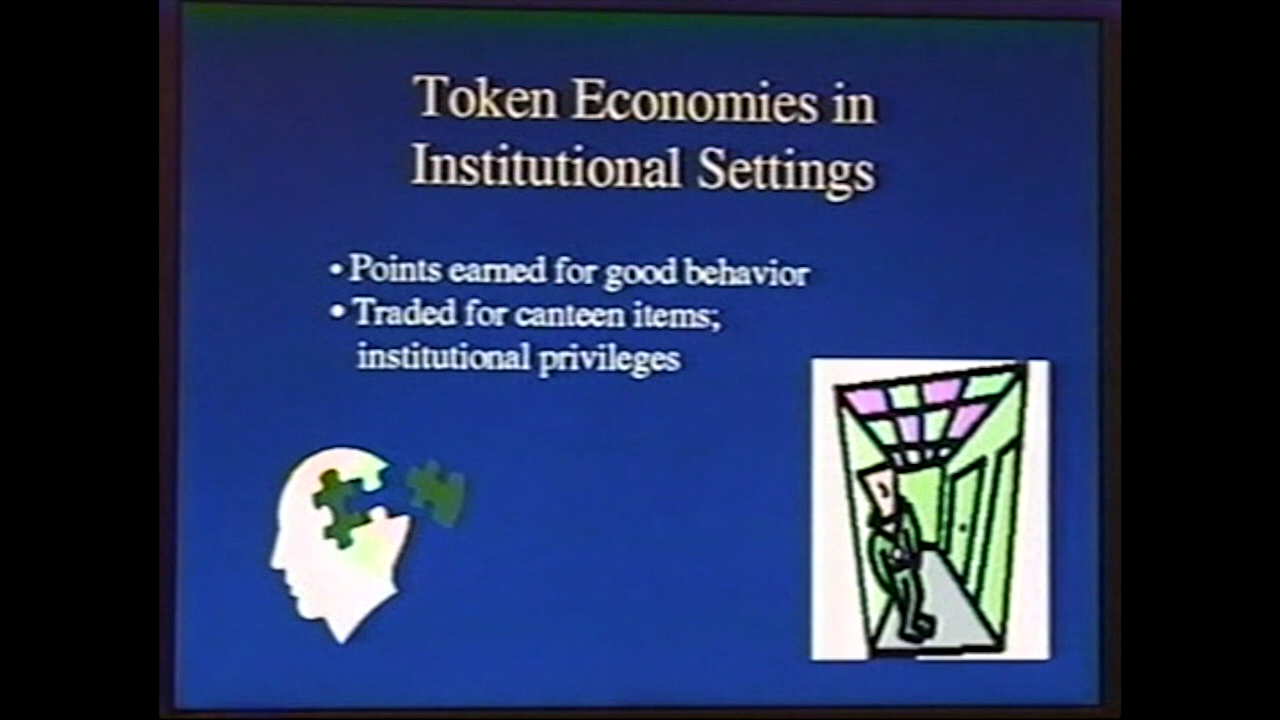 Token Economies in
Institutional Settings
• Points earned for good behavior
• Traded for canteen items;
institutional privileges